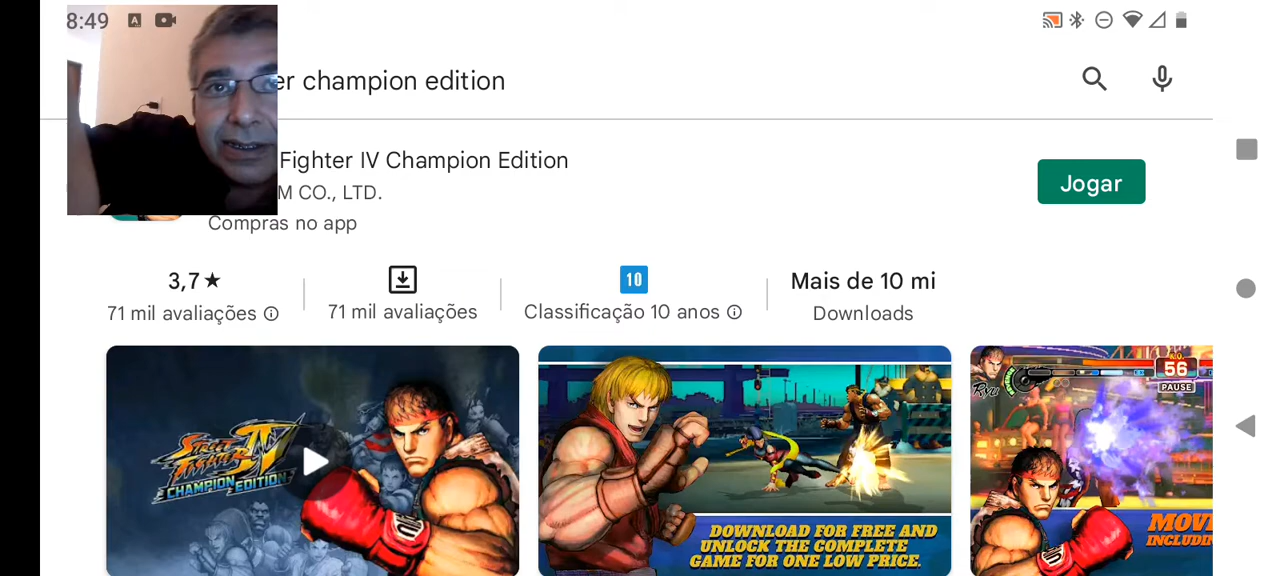 8:49
er champion edition
Fighter IV Champion Edition
M CO., LTD.
Jogar
Compras no app
3,7★
71 mil avaliações
71 mil avaliações
10
Classificação 10 anos
Mais de 10 mi
Downloads
STREET FIGHTER IV
CHAMPION EDITION
DOWNLOAD FOR FREE AND
UNLOCK THE COMPLETE
GAME FOR ONE LOW PRICE.
RYU
K.O.
56
PAUSE
MOV
INCLUDIN